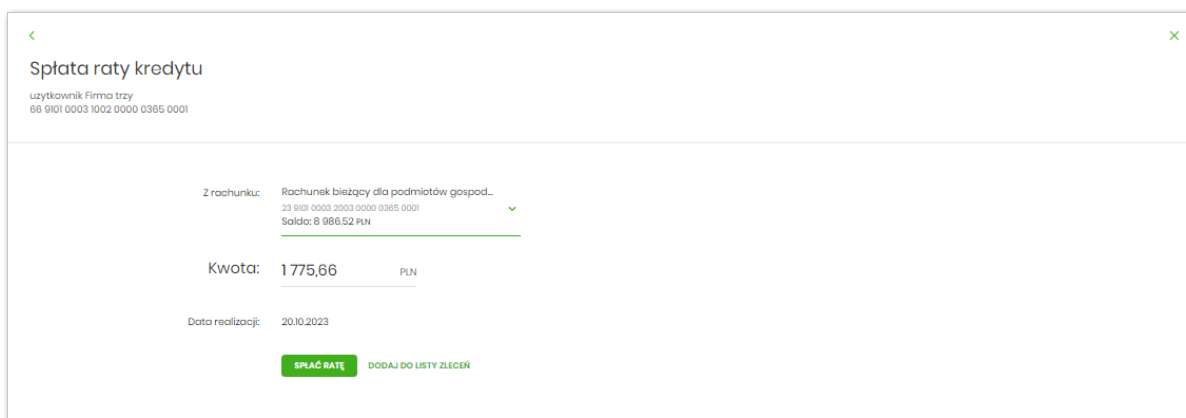 Spłata raty kredytu
uzytkownik Firma trzy
66 9101 0003 1002 0000 0365 0001
Z rachunku:
Rachunek bieżący dla podmiotów gospod...
23 9101 0003 2003 0000 0365 0001
Saldo: 8 986,52 PLN
Kwota: 1 775,66 PLN
Data realizacji: 20.10.2023
SPŁAĆ RATĘ DODAJ DO LISTY ZLECEŃ